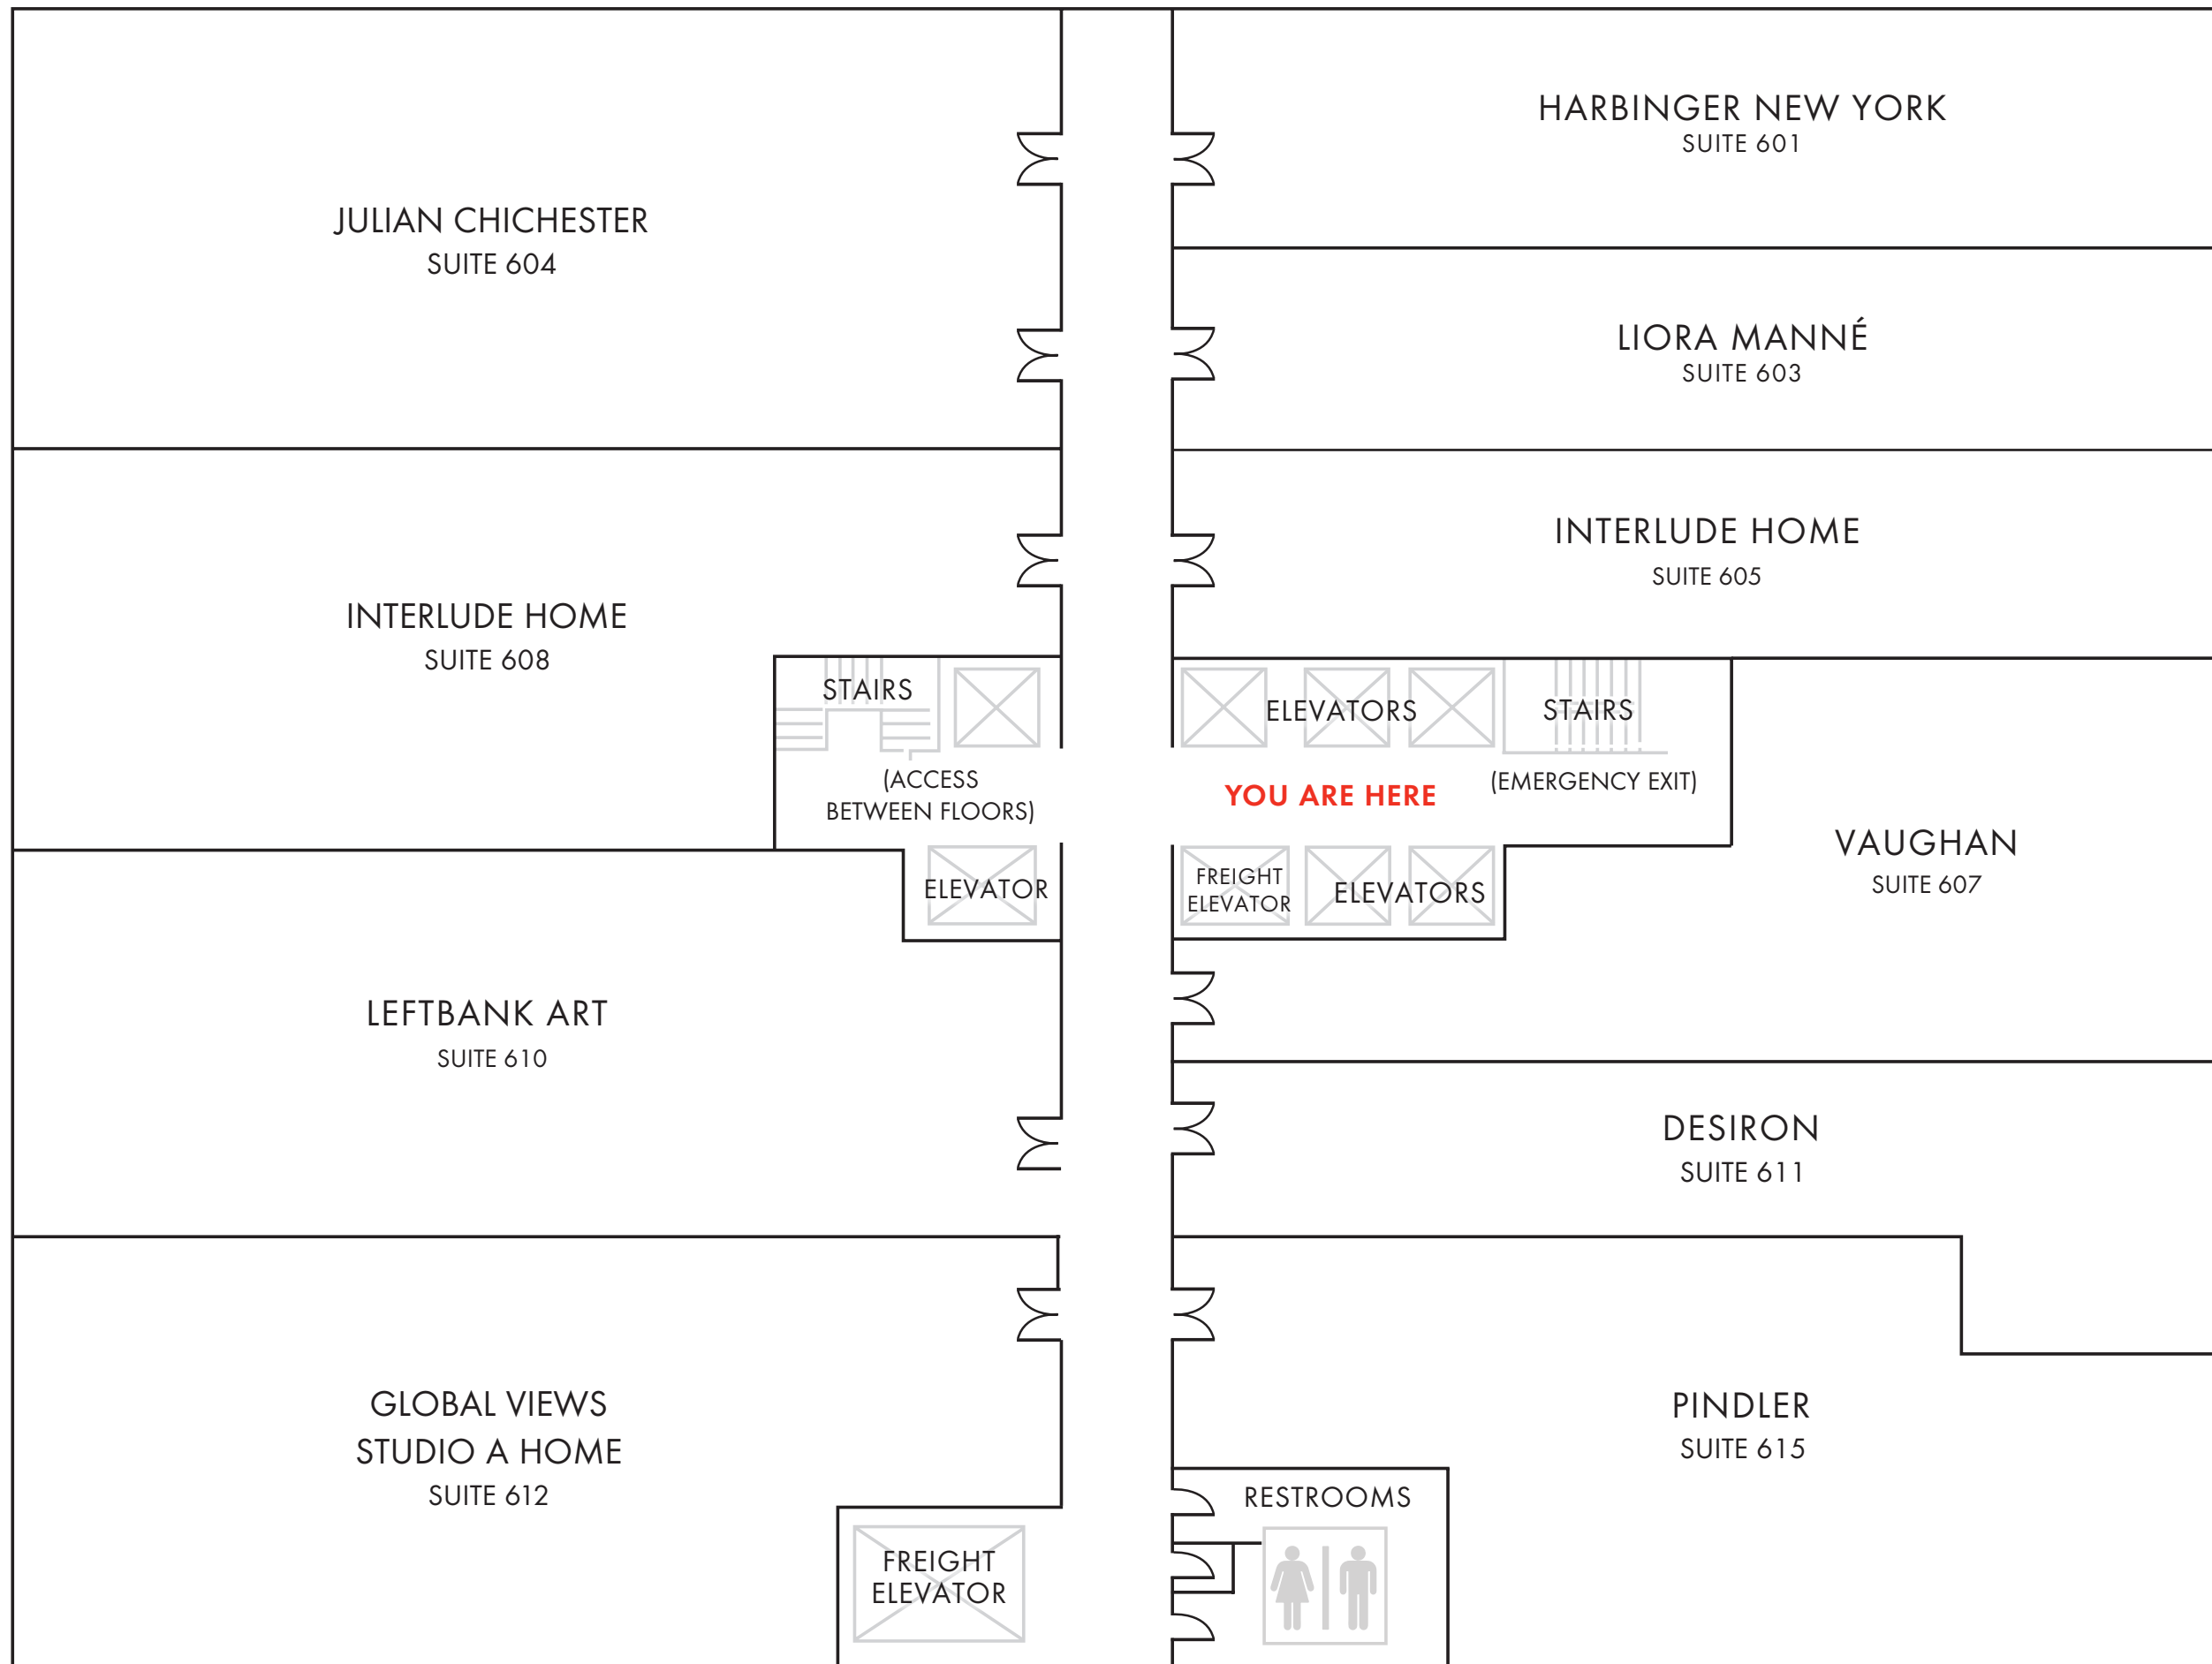 HARBINGER NEW YORK
SUITE 601
JULIAN CHICHESTER
SUITE 604
LIORA MANNÉ
SUITE 603
INTERLUDE HOME
SUITE 605
INTERLUDE HOME
SUITE 608
STAIRS
(ACCESS
BETWEEN FLOORS)
ELEVATOR
ELEVATORS
STAIRS
(EMERGENCY EXIT)
YOU ARE HERE
FREIGHT
ELEVATOR
ELEVATORS
VAUGHAN
SUITE 607
LEFTBANK ART
SUITE 610
DESIRON
SUITE 611
GLOBAL VIEWS
STUDIO A HOME
SUITE 612
PINDLER
SUITE 615
FREIGHT
ELEVATOR
RESTROOMS